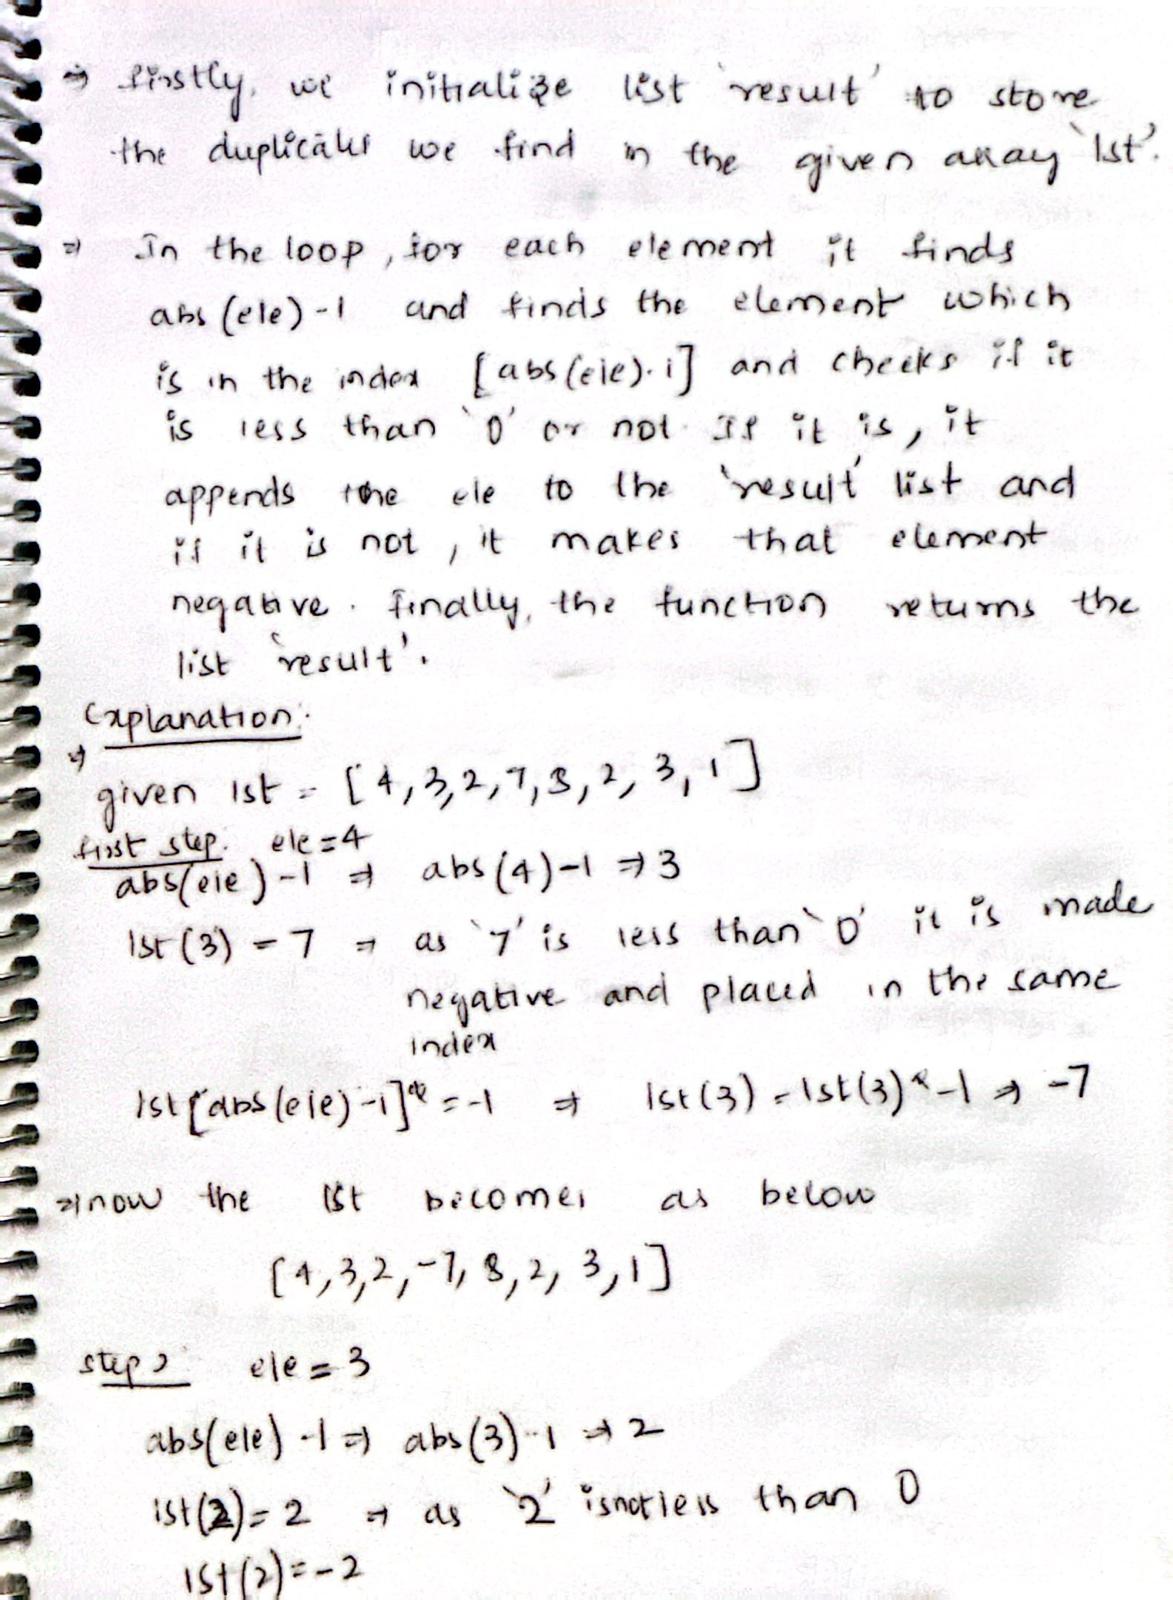 ⇒ firstly, we initialize list 'result' to store
the duplicates we find in the given array 'lst'.
⇒ In the loop, for each element it finds
abs(ele)-1 and finds the element which
is in the index [abs(ele)-1] and checks if it
is less than '0' or not. If it is, it
appends the ele to the 'result' list and
if it is not, it makes that element
negative. finally, the function returns the
list 'result'.
Explanation:
⇒ given lst = [4,3,2,7,8,2,3,1]
first step: ele=4
abs(ele)-1 ⇒ abs(4)-1 ⇒ 3
lst(3) = 7 ⇒ as '7' is less than '0' it is made
negative and placed in the same
index
lst[abs(ele)-1]* = -1 ⇒ lst(3) = lst(3)*-1 ⇒ -7
⇒ now the lst becomes as below
[4,3,2,-7,8,2,3,1]
step 2: ele = 3
abs(ele)-1 ⇒ abs(3)-1 ⇒ 2
lst(2) = 2 ⇒ as '2' is not less than 0
lst(2) = -2